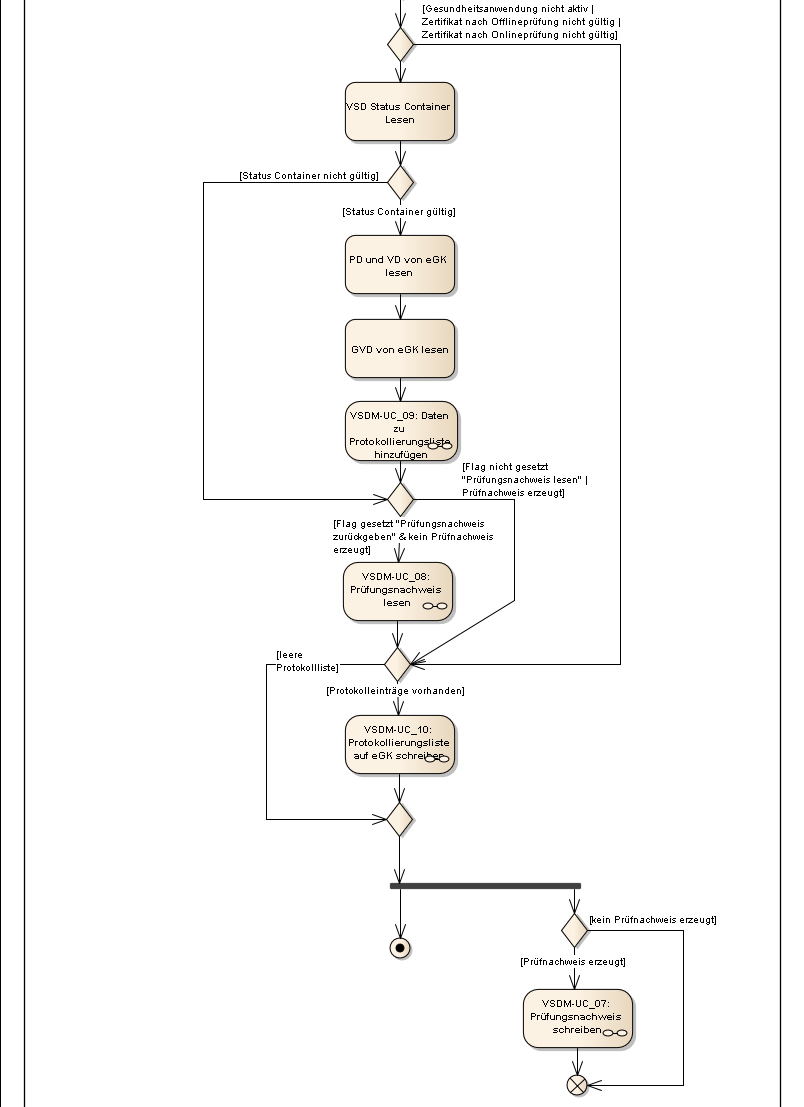 [Gesundheitsanwendung nicht aktiv |
Zertifikat nach Offlineprüfung nicht gültig |
Zertifikat nach Onlineprüfung nicht gültig]
VSD Status Container
Lesen
[Status Container nicht gültig]
[Status Container gültig]
PD und VD von eGK
lesen
GVD von eGK lesen
VSDM-UC_09: Daten
zu
Protokollierungsliste
hinzufügen
[Flag nicht gesetzt
"Prüfungsnachweis lesen" |
Prüfnachweis erzeugt]
[Flag gesetzt "Prüfungsnachweis
zurückgeben" & kein Prüfnachweis
erzeugt]
VSDM-UC_08:
Prüfungsnachweis
lesen
[leere
Protokollliste]
[Protokolleinträge vorhanden]
VSDM-UC_10:
Protokollierungsliste
auf eGK schreiben
[kein Prüfnachweis erzeugt]
[Prüfnachweis erzeugt]
VSDM-UC_07:
Prüfungsnachweis
schreiben